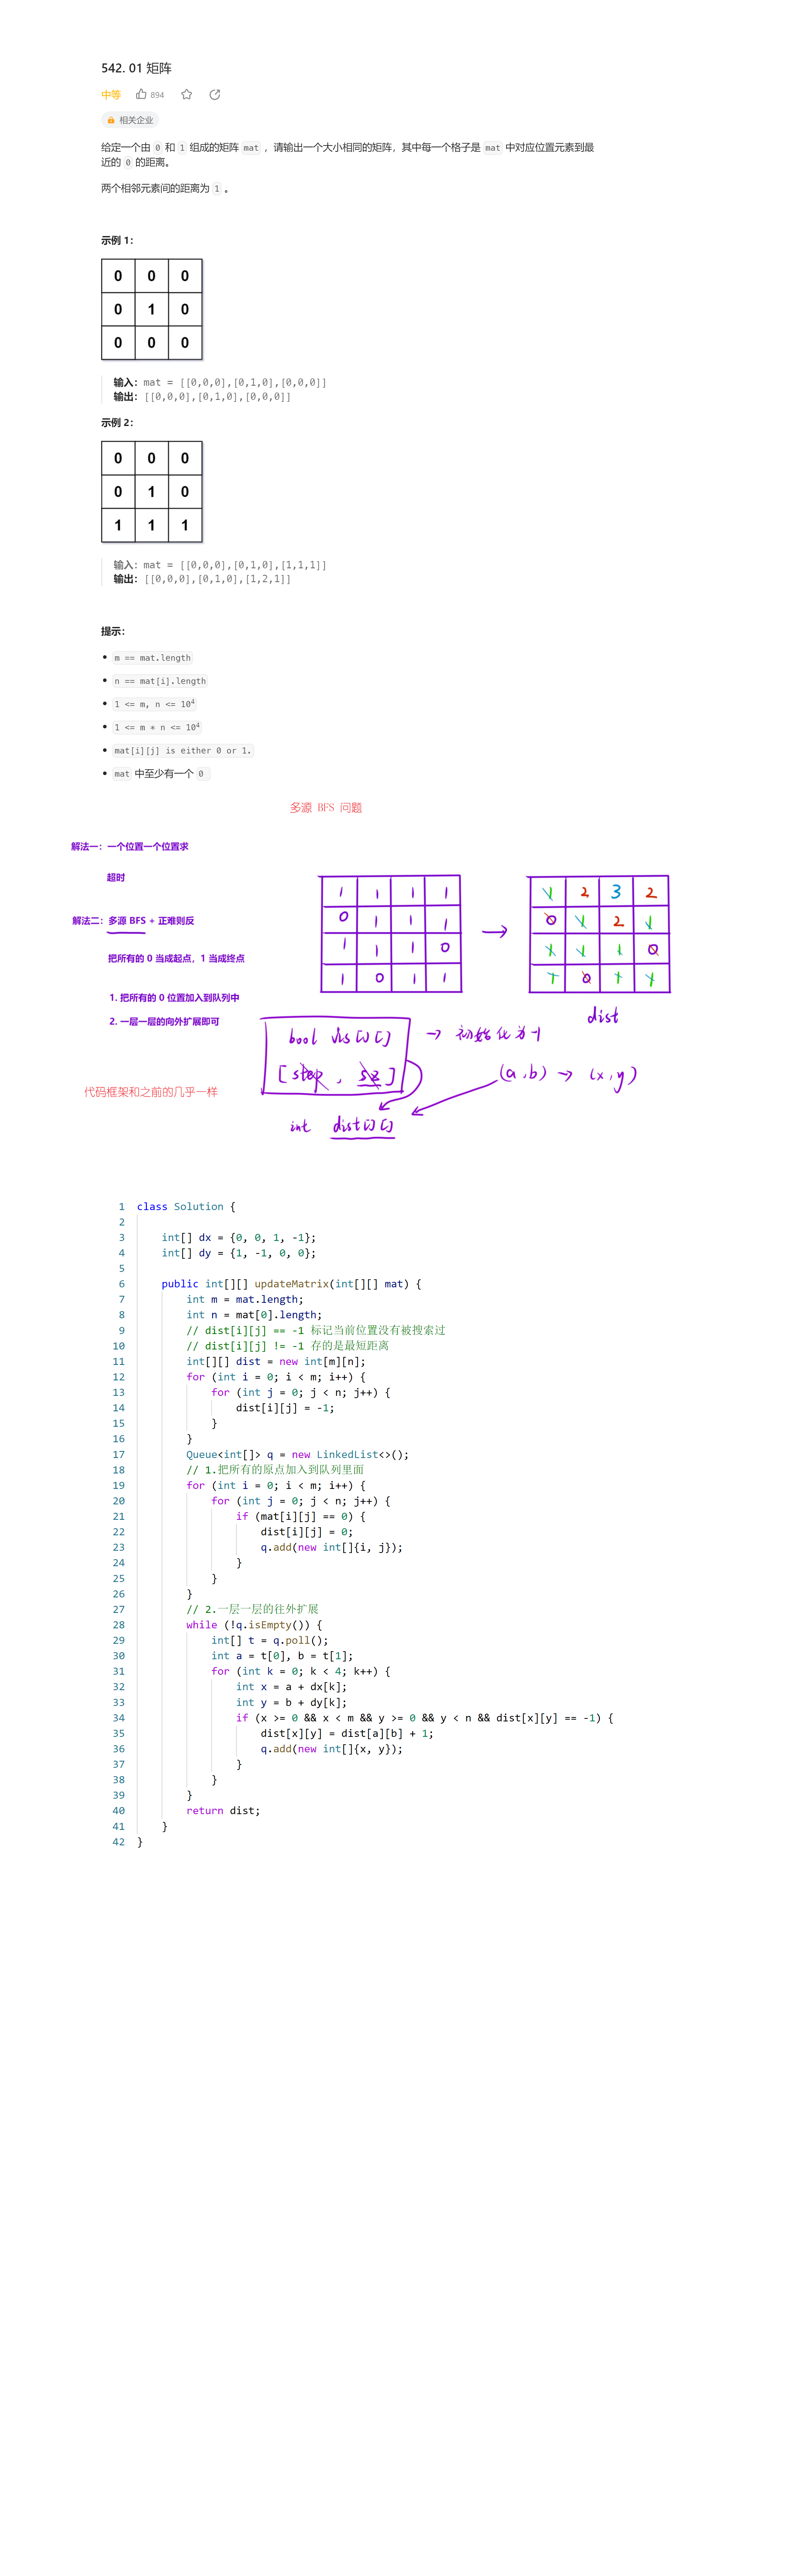 542. 01 矩阵
中等 894
相关企业
给定一个由 0 和 1 组成的矩阵 mat ，请输出一个大小相同的矩阵，其中每一个格子是 mat 中对应位置元素到最
近的 0 的距离。
两个相邻元素间的距离为 1 。
示例 1：
0 0 0
0 1 0
0 0 0
输入：mat = [[0,0,0],[0,1,0],[0,0,0]]
输出：[[0,0,0],[0,1,0],[0,0,0]]
示例 2：
0 0 0
0 1 0
1 1 1
输入：mat = [[0,0,0],[0,1,0],[1,1,1]]
输出：[[0,0,0],[0,1,0],[1,2,1]]
提示：
m == mat.length
n == mat[i].length
1 <= m, n <= 10⁴
1 <= m * n <= 10⁴
mat[i][j] is either 0 or 1.
mat 中至少有一个 0
多源 BFS 问题
解法一：一个位置一个位置求
超时
解法二：多源 BFS + 正难则反
把所有的 0 当成起点，1 当成终点
1. 把所有的 0 位置加入到队列中
2. 一层一层的向外扩展即可
代码框架和之前的几乎一样
1 1 1 1
0 1 1 1
1 1 1 0
1 0 1 1
→
1 2 3 2
0 1 2 1
1 1 1 0
1 0 1 1
dist
bool vis[][] → 初始化为-1
[step, sz]
(a,b) → (x,y)
int dist[][]
1 class Solution {
2
3 int[] dx = {0, 0, 1, -1};
4 int[] dy = {1, -1, 0, 0};
5
6 public int[][] updateMatrix(int[][] mat) {
7 int m = mat.length;
8 int n = mat[0].length;
9 // dist[i][j] == -1 标记当前位置没有被搜索过
10 // dist[i][j] != -1 存的是最短距离
11 int[][] dist = new int[m][n];
12 for (int i = 0; i < m; i++) {
13 for (int j = 0; j < n; j++) {
14 dist[i][j] = -1;
15 }
16 }
17 Queue<int[]> q = new LinkedList<>();
18 // 1.把所有的原点加入到队列里面
19 for (int i = 0; i < m; i++) {
20 for (int j = 0; j < n; j++) {
21 if (mat[i][j] == 0) {
22 dist[i][j] = 0;
23 q.add(new int[]{i, j});
24 }
25 }
26 }
27 // 2.一层一层的往外扩展
28 while (!q.isEmpty()) {
29 int[] t = q.poll();
30 int a = t[0], b = t[1];
31 for (int k = 0; k < 4; k++) {
32 int x = a + dx[k];
33 int y = b + dy[k];
34 if (x >= 0 && x < m && y >= 0 && y < n && dist[x][y] == -1) {
35 dist[x][y] = dist[a][b] + 1;
36 q.add(new int[]{x, y});
37 }
38 }
39 }
40 return dist;
41 }
42 }